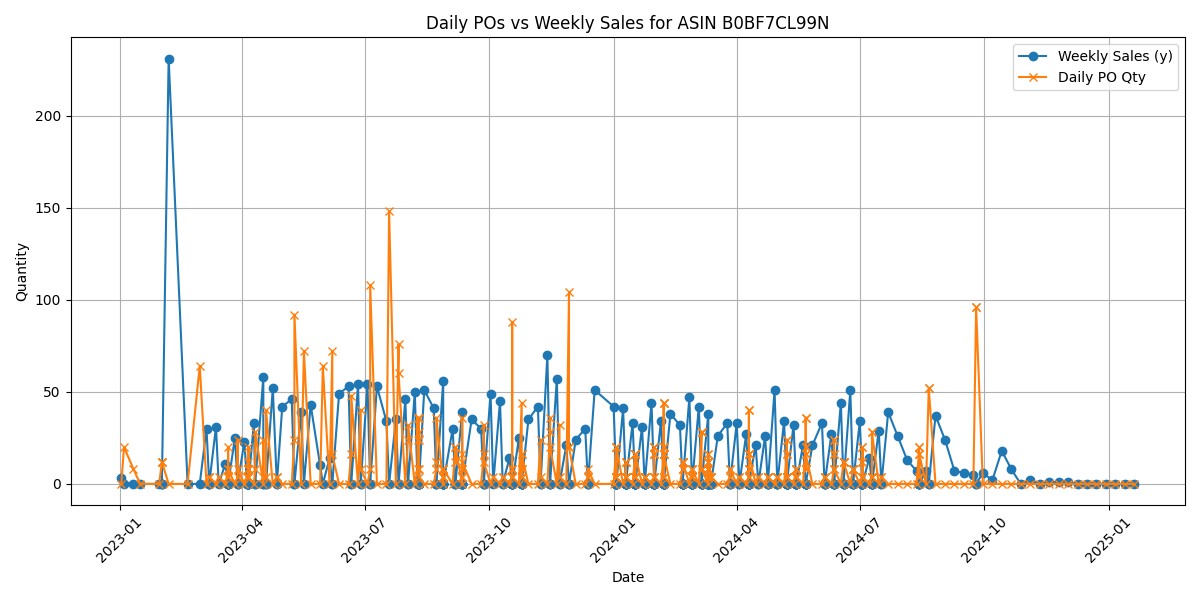 Daily POs vs Weekly Sales for ASIN B0BF7CL99N
Weekly Sales (y)
Daily PO Qty
Quantity
200
150
100
50
0
2023-01
2023-04
2023-07
2023-10
2024-01
2024-04
2024-07
2024-10
2025-01
Date